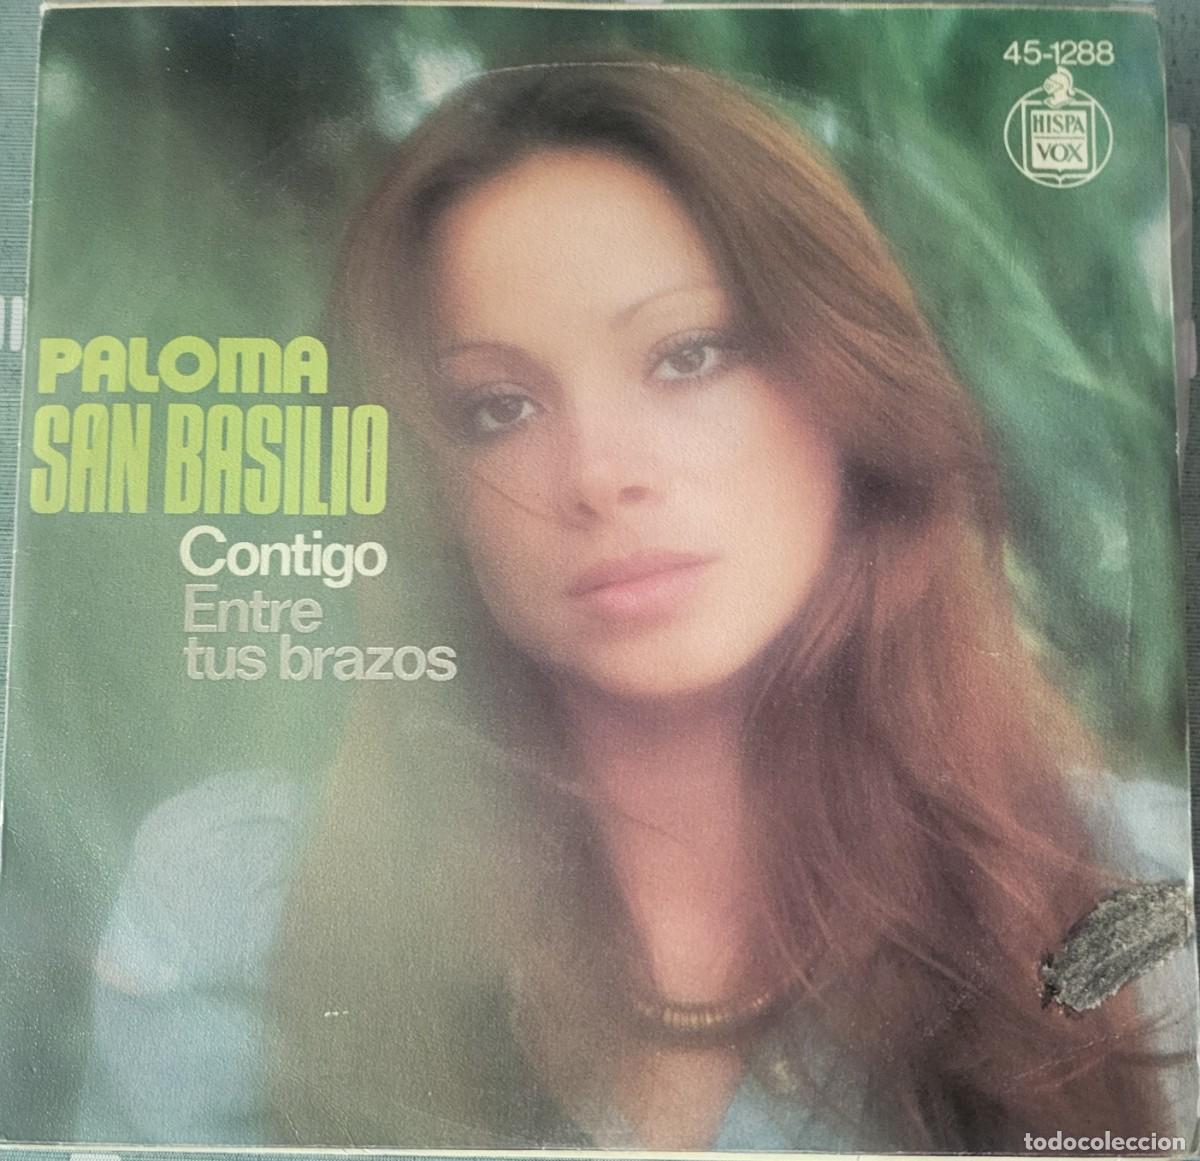 45-1288
HISPA
VOX
PALOMA
SAN BASILIO
Contigo
Entre
tus brazos
todocoleccion